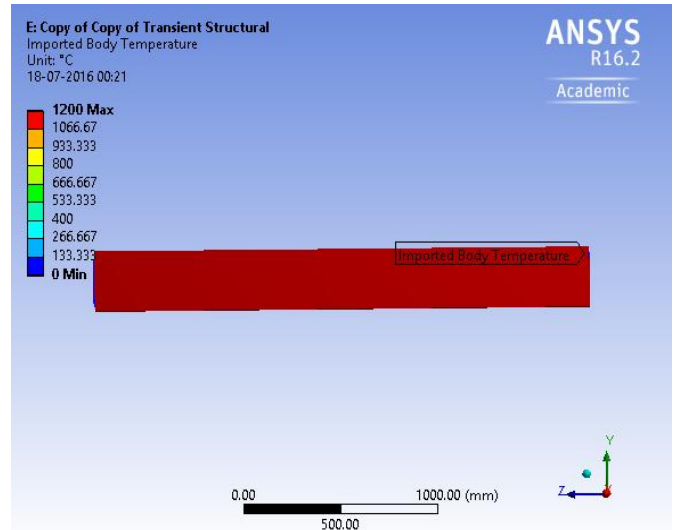 E: Copy of Copy of Transient Structural
Imported Body Temperature
Unit: °C
18-07-2016 00:21
ANSYS
R16.2
Academic
1200 Max
1066.67
933.333
800
666.667
533.333
400
266.667
133.333
0 Min
Imported Body Temperature
Y
Z
X
0.00
1000.00 (mm)
500.00